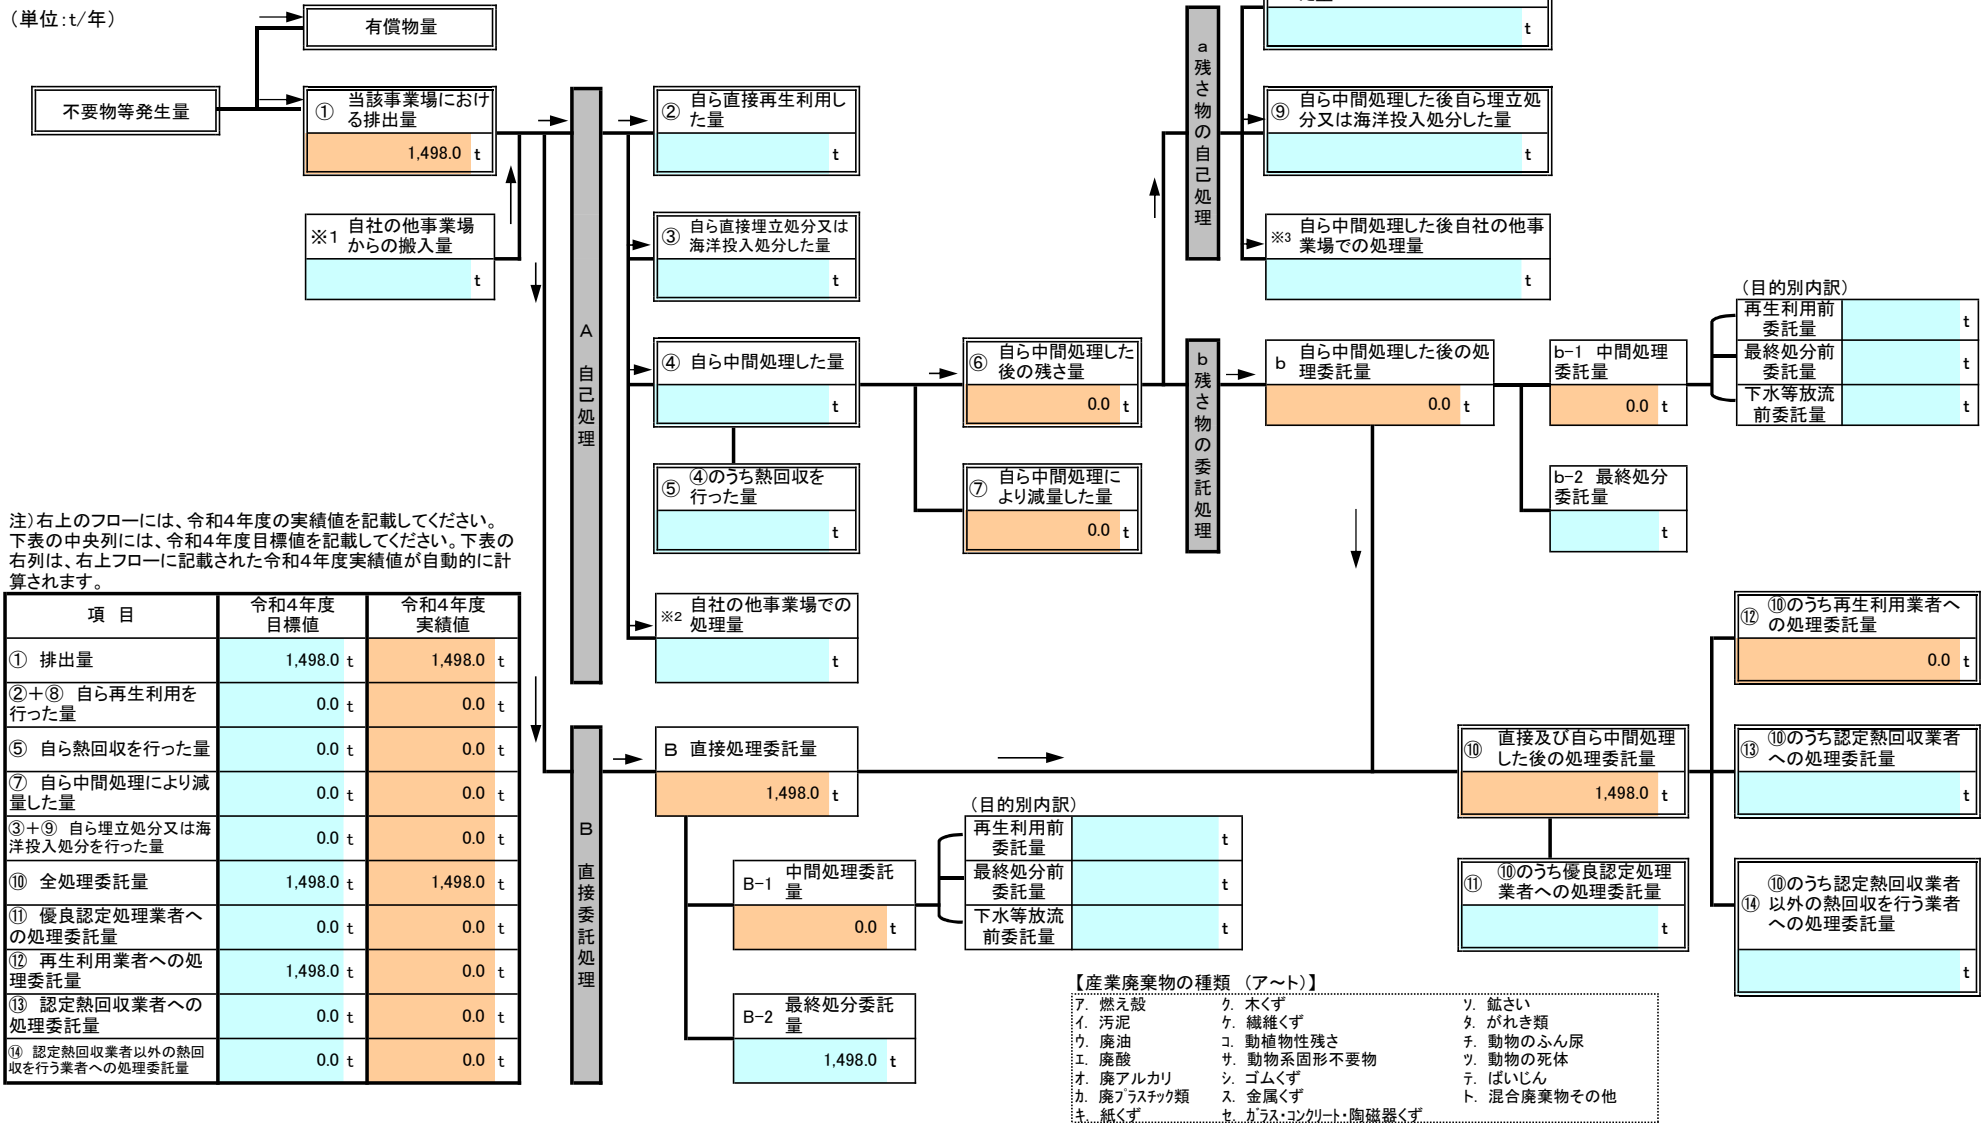 （単位：t/年）
有償物量
不要物等発生量
① 当該事業場におけ
る排出量
1,498.0 t
※1 自社の他事業場
からの搬入量
t
A 自己処理
② 自ら直接再生利用し
た量
t
③ 自ら直接埋立処分又は
海洋投入処分した量
t
④ 自ら中間処理した量
t
⑤ ④のうち熱回収を
行った量
t
※2 自社の他事業場での
処理量
t
⑥ 自ら中間処理した
後の残さ量
0.0 t
⑦ 自ら中間処理に
より減量した量
0.0 t
a 残さ物の自己処理
t
⑨ 自ら中間処理した後自ら埋立処
分又は海洋投入処分した量
t
※3 自ら中間処理した後自社の他事
業場での処理量
t
b 残さ物の委託処理
b 自ら中間処理した後の処
理委託量
0.0 t
b-1 中間処理
委託量
0.0 t
b-2 最終処分
委託量
t
（目的別内訳）
再生利用前
委託量 t
最終処分前
委託量 t
下水等放流
前委託量 t
注）右上のフローには、令和４年度の実績値を記載してください。
下表の中央列には、令和４年度目標値を記載してください。下表の
右列は、右上フローに記載された令和４年度実績値が自動的に計
算されます。
項 目 令和４年度 令和４年度
目標値 実績値
① 排出量 1,498.0 t 1,498.0 t
②＋⑧ 自ら再生利用を
行った量 0.0 t 0.0 t
⑤ 自ら熱回収を行った量 0.0 t 0.0 t
⑦ 自ら中間処理により減
量した量 0.0 t 0.0 t
③＋⑨ 自ら埋立処分又は海
洋投入処分を行った量 0.0 t 0.0 t
⑩ 全処理委託量 1,498.0 t 1,498.0 t
⑪ 優良認定処理業者へ
の処理委託量 0.0 t 0.0 t
⑫ 再生利用業者への処
理委託量 1,498.0 t 0.0 t
⑬ 認定熱回収業者への
処理委託量 0.0 t 0.0 t
⑭ 認定熱回収業者以外の熱回
収を行う業者への処理委託量 0.0 t 0.0 t
B 直接委託処理
B 直接処理委託量
1,498.0 t
B-1 中間処理委託
量
0.0 t
B-2 最終処分委託
量
1,498.0 t
（目的別内訳）
再生利用前
委託量 t
最終処分前
委託量 t
下水等放流
前委託量 t
⑩ 直接及び自ら中間処理
した後の処理委託量
1,498.0 t
⑪ ⑩のうち優良認定処理
業者への処理委託量
t
⑫ ⑩のうち再生利用業者へ
の処理委託量
0.0 t
⑬ ⑩のうち認定熱回収業者
への処理委託量
t
⑭ ⑩のうち認定熱回収業者
以外の熱回収を行う業者
への処理委託量
t
【産業廃棄物の種類 （ア～ト）】
ア. 燃え殻 ク. 木くず ソ. 鉱さい
イ. 汚泥 ケ. 繊維くず タ. がれき類
ウ. 廃油 コ. 動植物性残さ チ. 動物のふん尿
エ. 廃酸 サ. 動物系固形不要物 ツ. 動物の死体
オ. 廃アルカリ シ. ゴムくず テ. ばいじん
カ. 廃プラスチック類 ス. 金属くず ト. 混合廃棄物その他
キ. 紙くず セ. ガラス・コンクリート・陶磁器くず